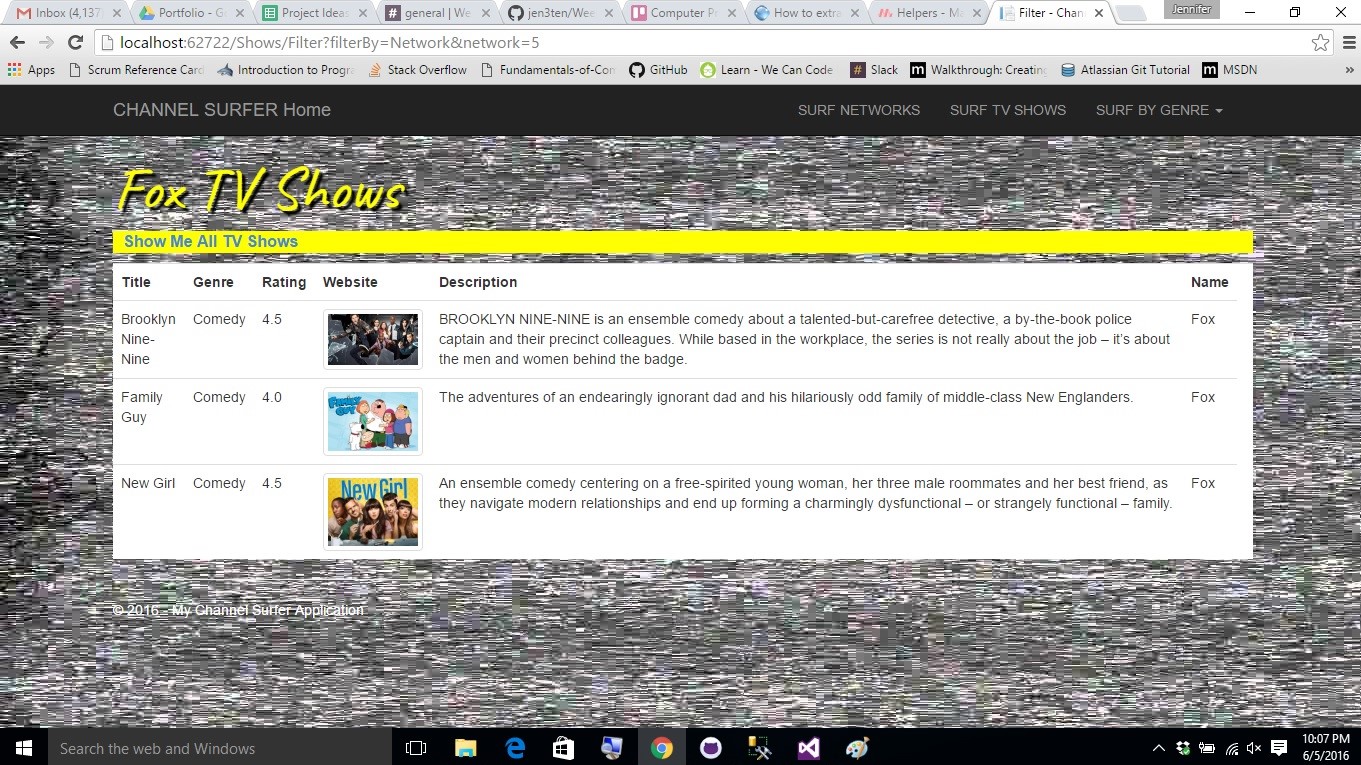 Inbox (4,137
Portfolio - G
Project Ideas
general | We
jen3ten/Wee
Computer P
How to extra
Helpers - Ma
Filter - Chan
Jennifer
localhost:62722/Shows/Filter?filterBy=Network&network=5
Apps
Scrum Reference Card
Introduction to Progra
Stack Overflow
Fundamentals-of-Con
GitHub
Learn - We Can Code
Slack
Walkthrough: Creating
Atlassian Git Tutorial
MSDN
»
CHANNEL SURFER Home
SURF NETWORKS
SURF TV SHOWS
SURF BY GENRE
Fox TV Shows
Show Me All TV Shows
Title Genre Rating Website Description Name
Brooklyn Nine-Nine Comedy 4.5 BROOKLYN NINE-NINE is an ensemble comedy about a talented-but-carefree detective, a by-the-book police Fox
captain and their precinct colleagues. While based in the workplace, the series is not really about the job – it's about
the men and women behind the badge.
FAMILY GUY
Family Guy Comedy 4.0 The adventures of an endearingly ignorant dad and his hilariously odd family of middle-class New Englanders. Fox
New Girl
New Girl Comedy 4.5 An ensemble comedy centering on a free-spirited young woman, her three male roommates and her best friend, as Fox
they navigate modern relationships and end up forming a charmingly dysfunctional – or strangely functional – family.
© 2016 - My Channel Surfer Application
Search the web and Windows
10:07 PM
6/5/2016